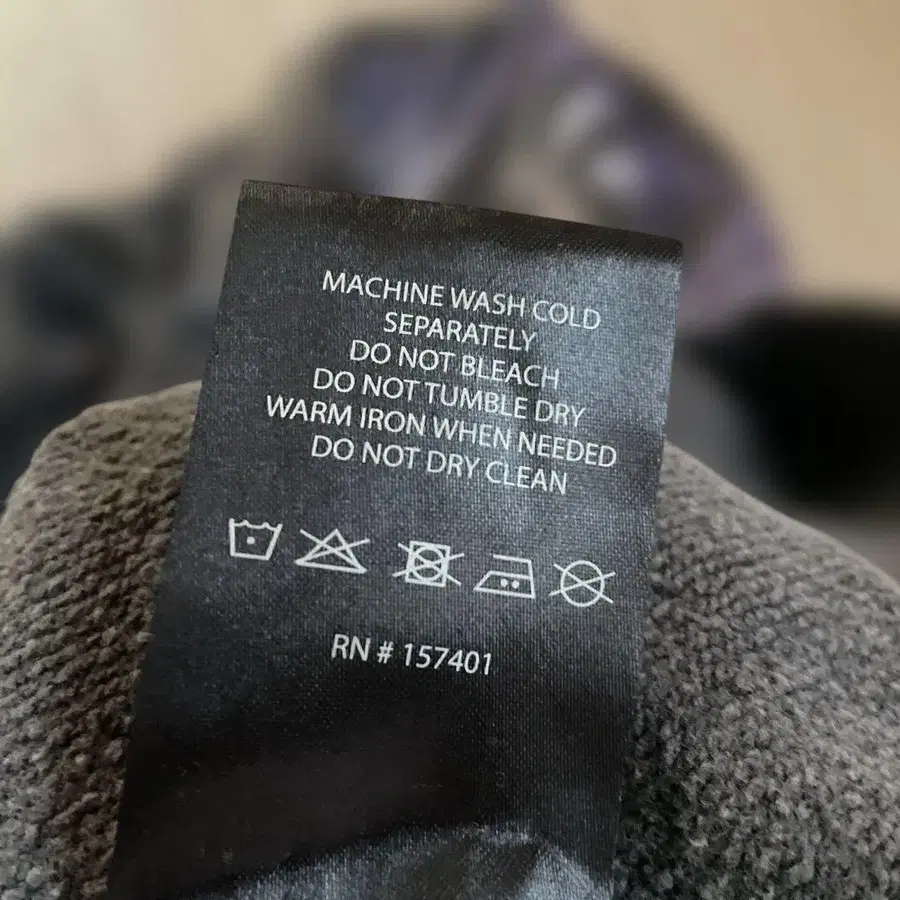 MACHINE WASH COLD
SEPARATELY
DO NOT BLEACH
DO NOT TUMBLE DRY
WARM IRON WHEN NEEDED
DO NOT DRY CLEAN
RN # 157401